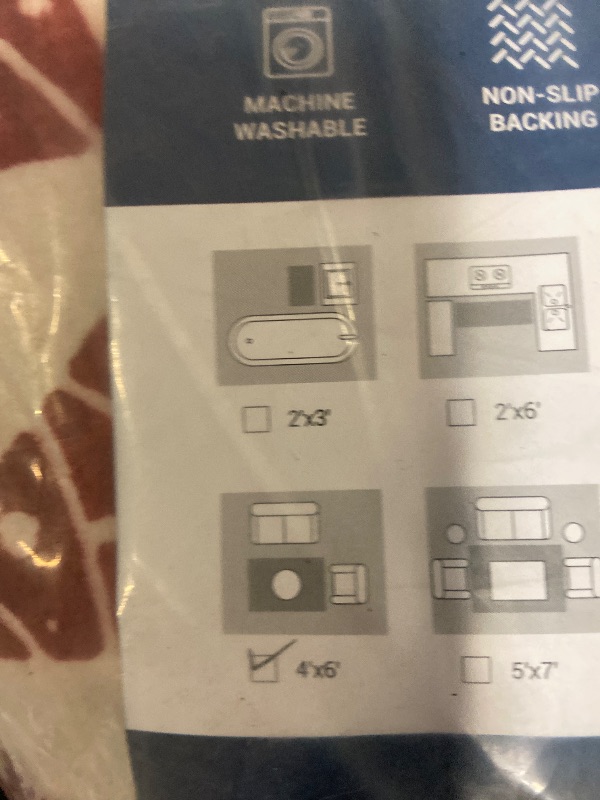 MACHINE
WASHABLE
NON-SLIP
BACKING
2'x3'
2'x6'
4'x6'
5'x7'